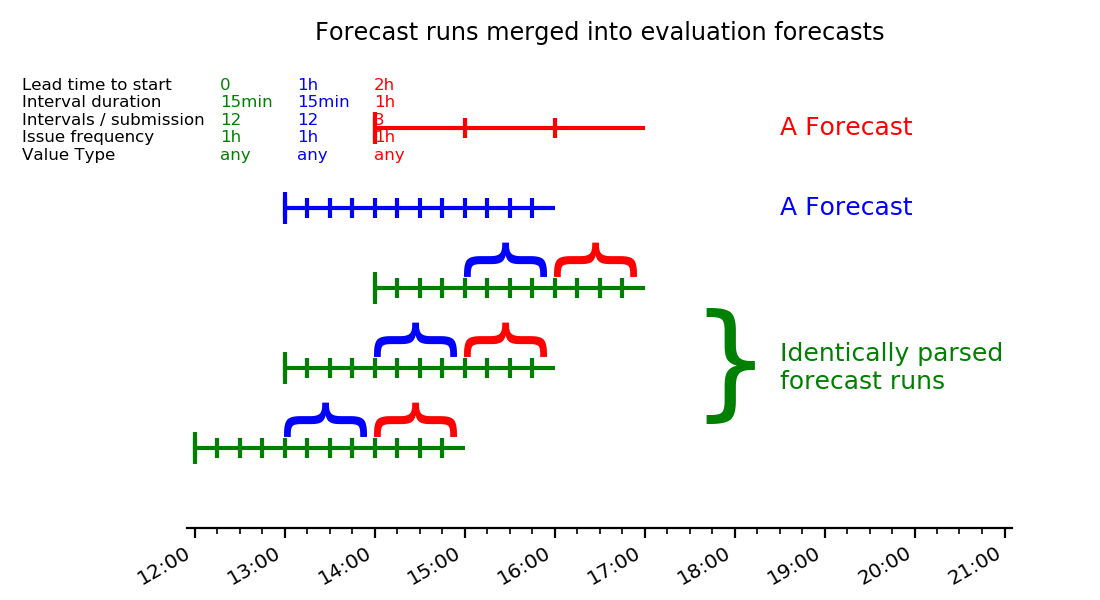 Forecast runs merged into evaluation forecasts
Lead time to start 0 1h 2h
Interval duration 15min 15min 1h
Intervals / submission 12 12 3
Issue frequency 1h 1h 1h
Value Type any any any
A Forecast
A Forecast
Identically parsed
forecast runs
12:00 13:00 14:00 15:00 16:00 17:00 18:00 19:00 20:00 21:00